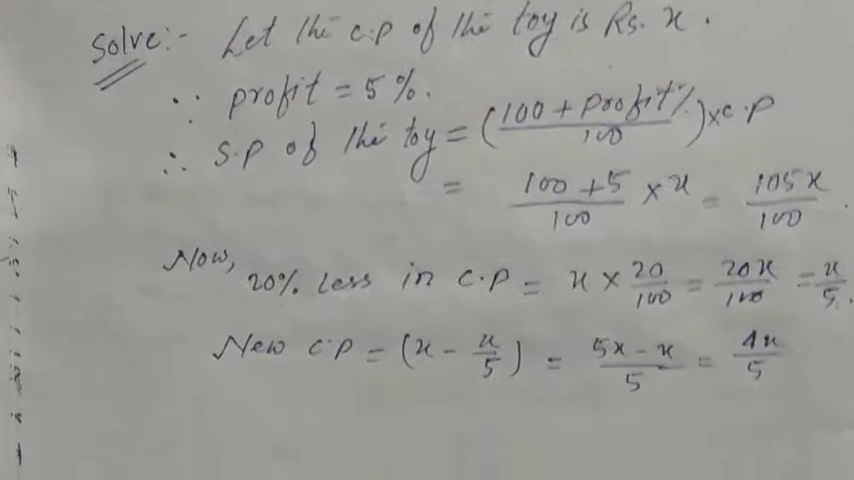 Solve:- Let the c.p of the toy is Rs. x.
∵ profit = 5%.
∴ S.P of the toy = (100 + Profit% / 100) × c.p
= 100 + 5 / 100 × x = 105x / 100.
Now,
20% less in c.p = x × 20/100 = 20x/100 = x/5.
New c.p = (x - x/5) = 5x - x / 5 = 4x/5